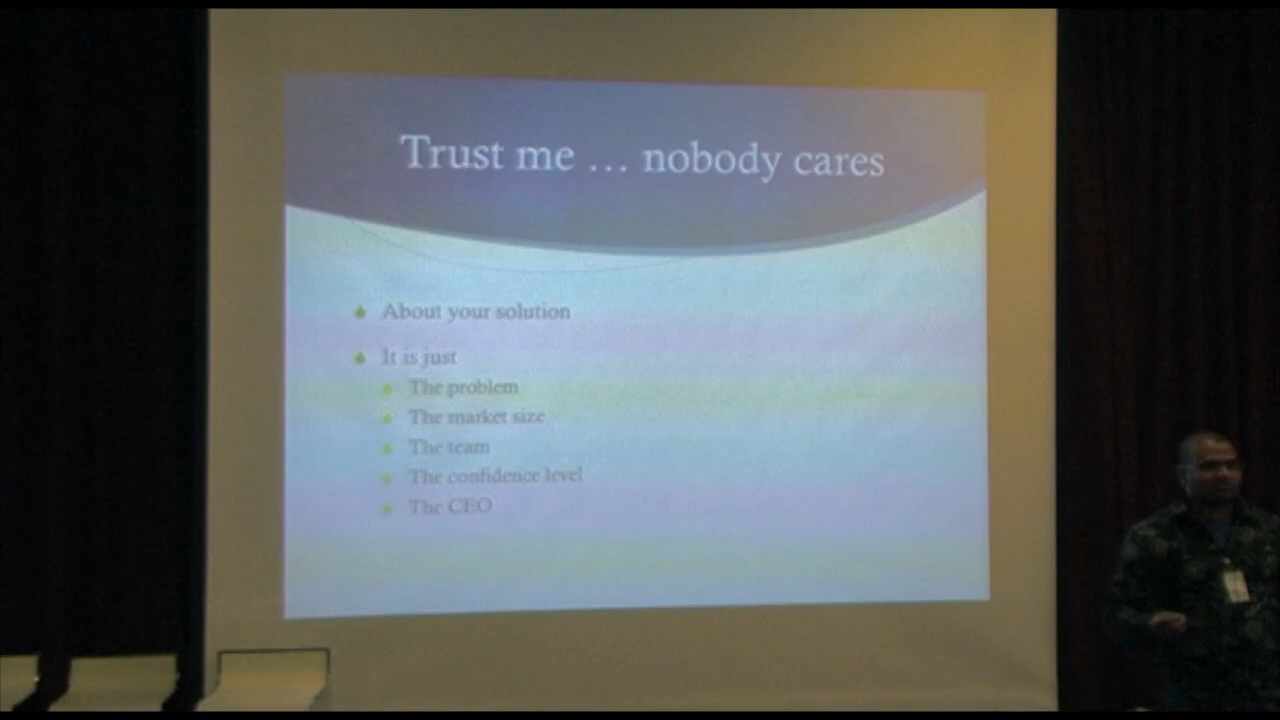 Trust me ... nobody cares
About your solution
It is just
The problem
The market size
The team
The confidence level
The CEO